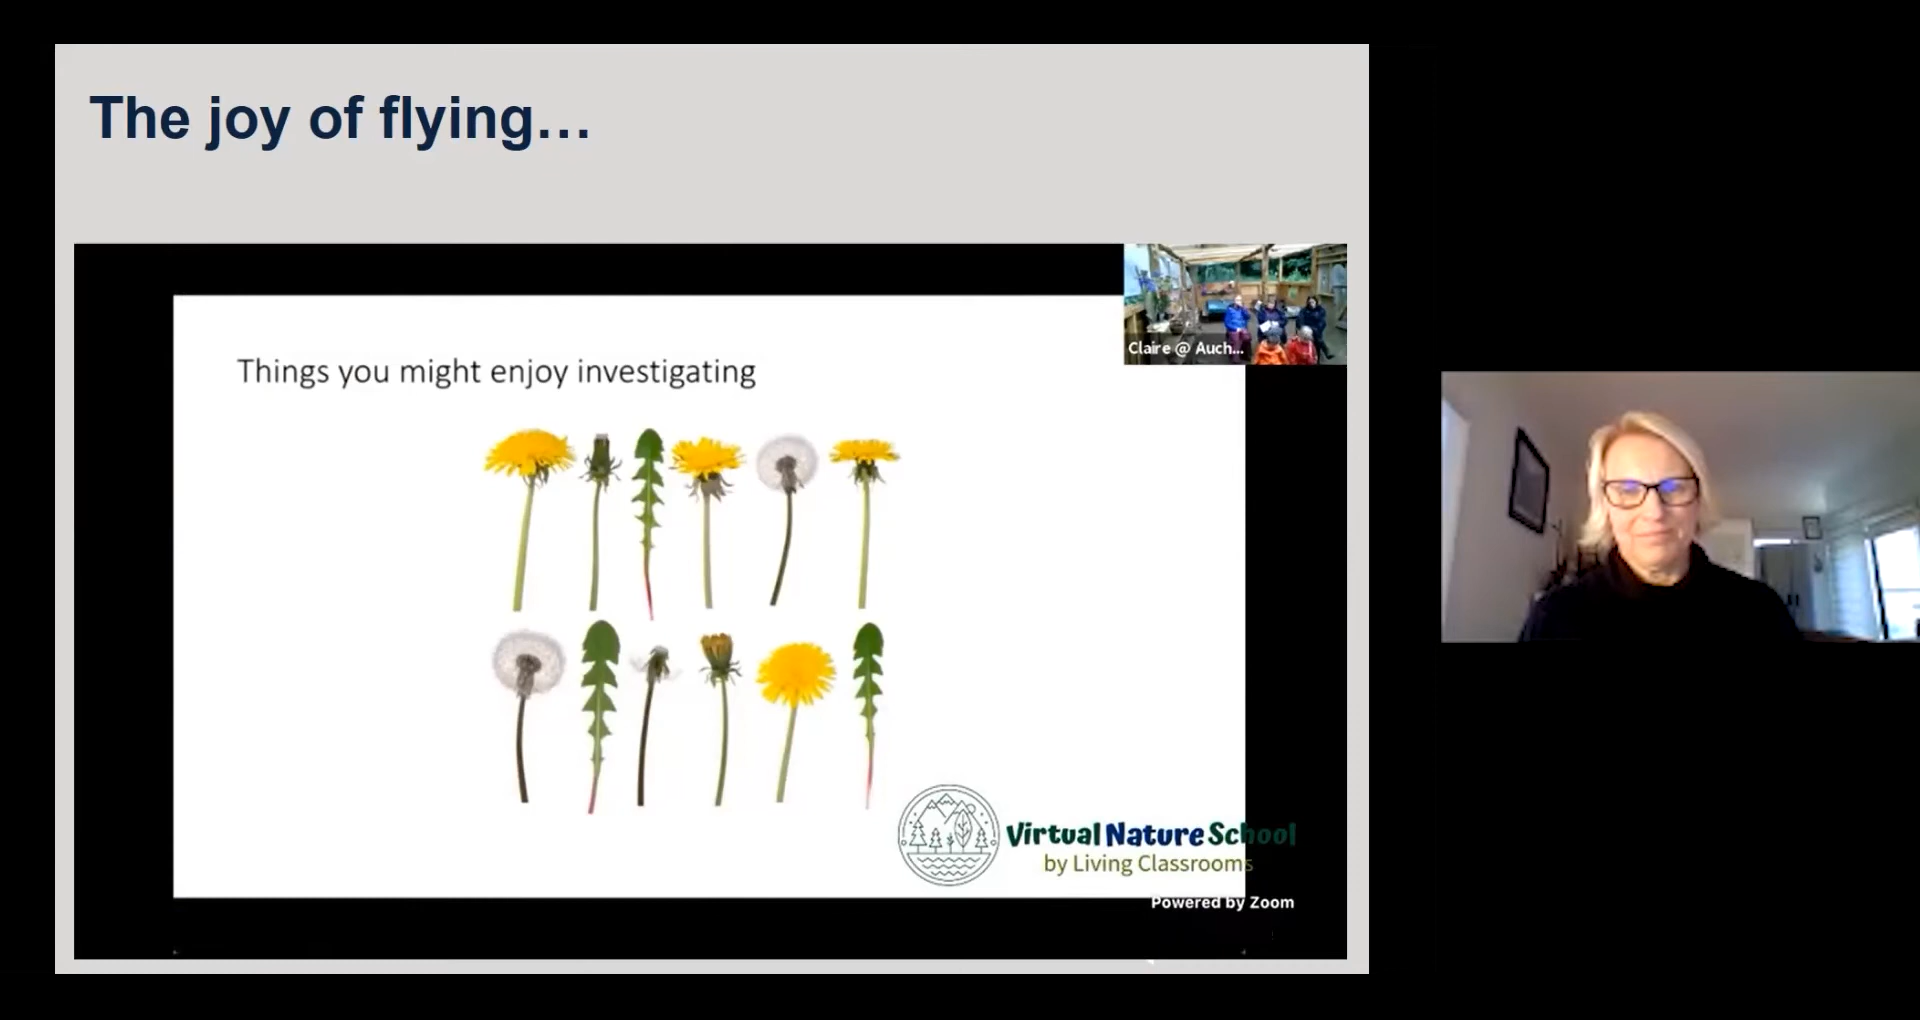 The joy of flying…
Claire @ Auch...
Things you might enjoy investigating
Virtual Nature School
by Living Classrooms
Powered by Zoom